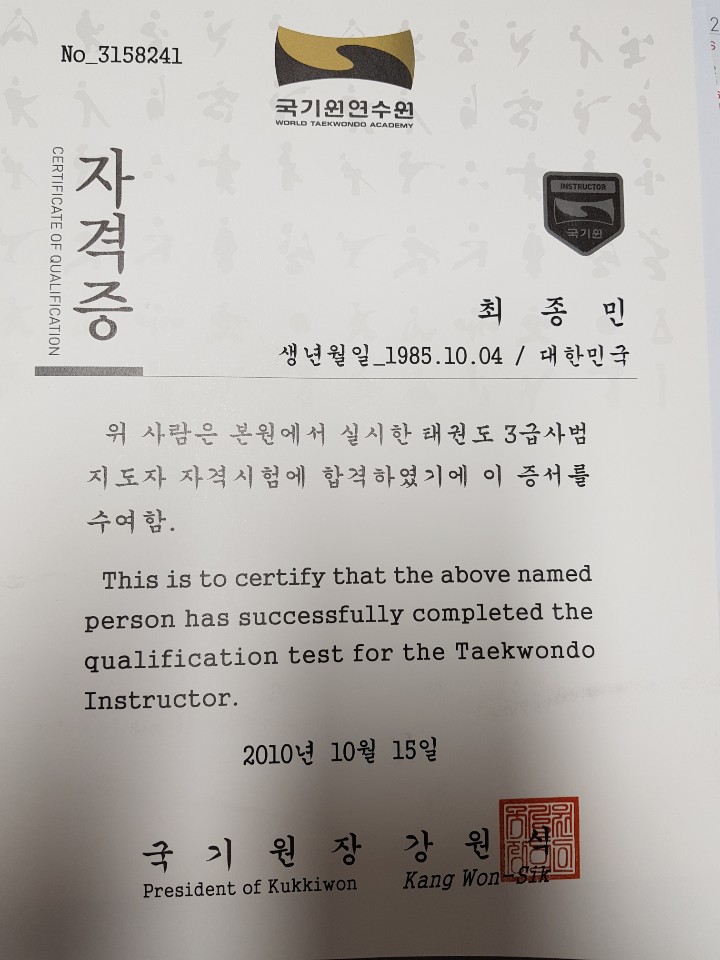 No_3158241
국기원연수원
WORLD TAEKWONDO ACADEMY
자격증
CERTIFICATE OF QUALIFICATION
INSTRUCTOR
국기원
최 종 민
생년월일_1985.10.04 / 대한민국
위 사람은 본원에서 실시한 태권도 3급사범
지도자 자격시험에 합격하였기에 이 증서를
수여함.
This is to certify that the above named
person has successfully completed the
qualification test for the Taekwondo
Instructor.
2010년 10월 15일
국 기 원 장 강 원 식
President of Kukkiwon Kang Won-Sik